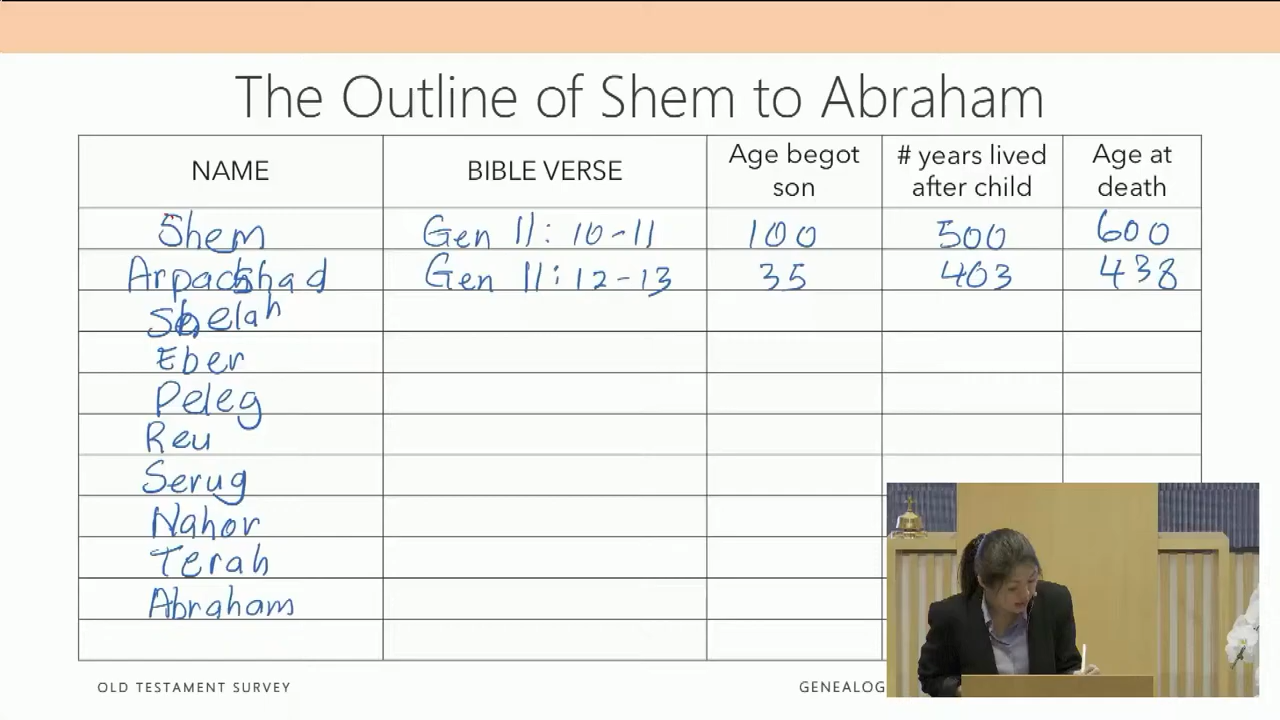 The Outline of Shem to Abraham
NAME BIBLE VERSE Age begot son # years lived after child Age at death
Shem Gen 11:10-11 100 500 600
Arpachshad Gen 11:12-13 35 403 438
Shelah
Eber
Peleg
Reu
Serug
Nahor
Terah
Abraham
OLD TESTAMENT SURVEY GENEALOG